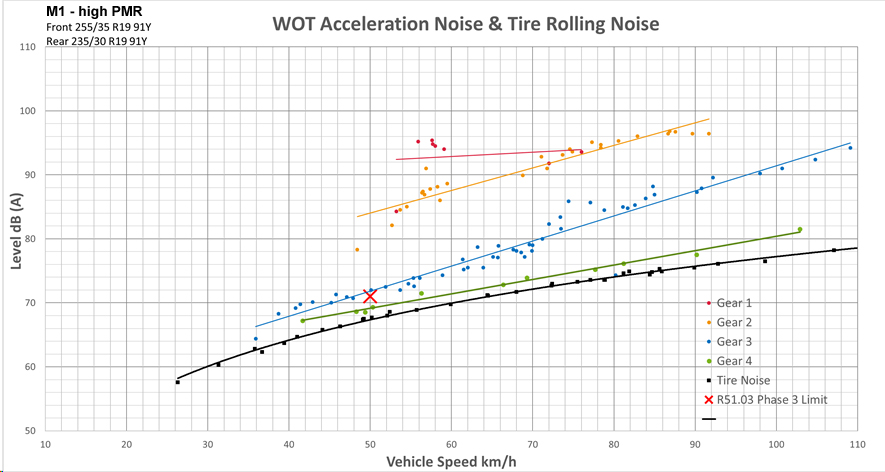 M1 - high PMR
Front 255/35 R19 91Y
Rear 235/30 R19 91Y
WOT Acceleration Noise & Tire Rolling Noise
110
100
90
80
70
60
50
Level dB (A)
Gear 1
Gear 2
Gear 3
Gear 4
Tire Noise
R51.03 Phase 3 Limit
10 20 30 40 50 60 70 80 90 100 110
Vehicle Speed km/h